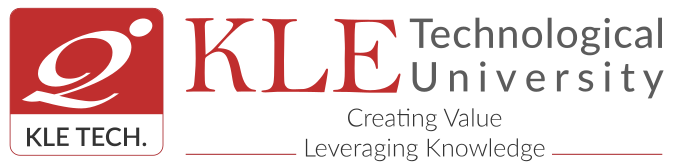 KLE TECH.
KLE Technological
University
Creating Value
Leveraging Knowledge